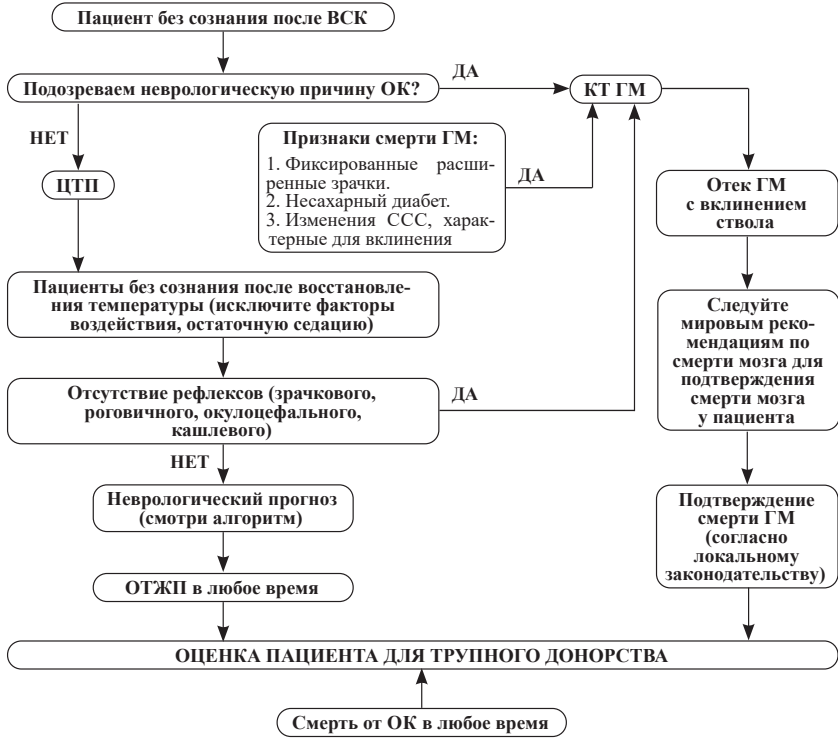 Пациент без сознания после ВСК
Подозреваем неврологическую причину ОК?
ДА
КТ ГМ
НЕТ
ЦТП
Признаки смерти ГМ:
1. Фиксированные расши-
ренные зрачки.
2. Несахарный диабет.
3. Изменения ССС, харак-
терные для вклинения
ДА
Отек ГМ
с вклинением
ствола
Пациенты без сознания после восстановле-
ния температуры (исключите факторы
воздействия, остаточную седацию)
Следуйте
мировым реко-
мендациям по
смерти мозга для
подтверждения
смерти мозга
у пациента
Отсутствие рефлексов (зрачкового,
роговичного, окулоцефального,
кашлевого)
ДА
НЕТ
Неврологический прогноз
(смотри алгоритм)
Подтверждение
смерти ГМ
(согласно
локальному
законодательству)
ОТЖП в любое время
ОЦЕНКА ПАЦИЕНТА ДЛЯ ТРУПНОГО ДОНОРСТВА
Смерть от ОК в любое время